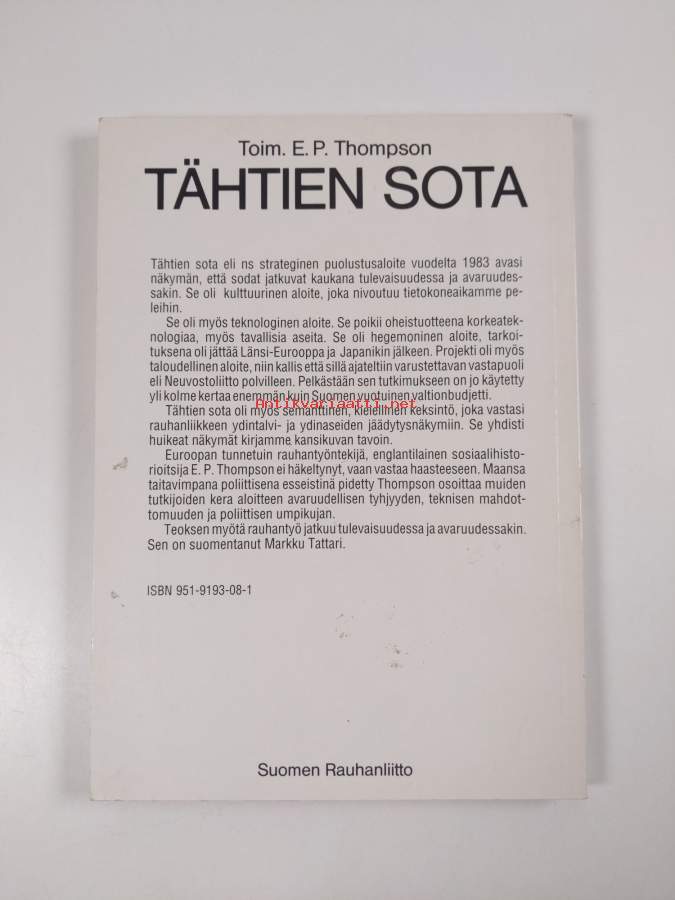 Toim. E. P. Thompson
TÄHTIEN SOTA
Tähtien sota eli ns strateginen puolustusaloite vuodelta 1983 avasi
näkymän, että sodat jatkuvat kaukana tulevaisuudessa ja avaruudes-
sakin. Se oli kulttuurinen aloite, joka nivoutuu tietokoneaikamme pe-
leihin.
Se oli myös teknologinen aloite. Se poikii oheistuotteena korkeatek-
nologiaa, myös tavallisia aseita. Se oli hegemoninen aloite, tarkoi-
tuksena oli jättää Länsi-Eurooppa ja Japanikin jälkeen. Projekti oli myös
taloudellinen aloite, niin kallis että sillä ajateltiin varustettavan vastapuoli
eli Neuvostoliitto polvilleen. Pelkästään sen tutkimukseen on jo käytetty
yli kolme kertaa enemmän kuin Suomen vuotuinen valtionbudjetti.
Antikvariaatti.net
Tähtien sota oli myös semanttinen, kielellinen keksintö, joka vastasi
rauhanliikkeen ydintalvi- ja ydinaseiden jäädytysnäkymiin. Se yhdisti
huikeat näkymät kirjamme kansikuvan tavoin.
Euroopan tunnetuin rauhantyöntekijä, englantilainen sosiaalihisto-
rioitsija E. P. Thompson ei häkeltynyt, vaan vastaa haasteeseen. Maansa
taitavimpana poliittisena esseistinä pidetty Thompson osoittaa muiden
tutkijoiden kera aloitteen avaruudellisen tyhjyyden, teknisen mahdot-
tomuuden ja poliittisen umpikujan.
Teoksen myötä rauhantyö jatkuu tulevaisuudessa ja avaruudessakin.
Sen on suomentanut Markku Tattari.
ISBN 951-9193-08-1
Suomen Rauhanliitto